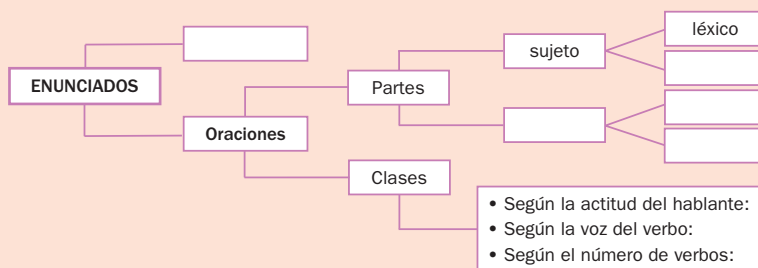 léxico
sujeto
ENUNCIADOS
Partes
Oraciones
Clases
• Según la actitud del hablante:
• Según la voz del verbo:
• Según el número de verbos: